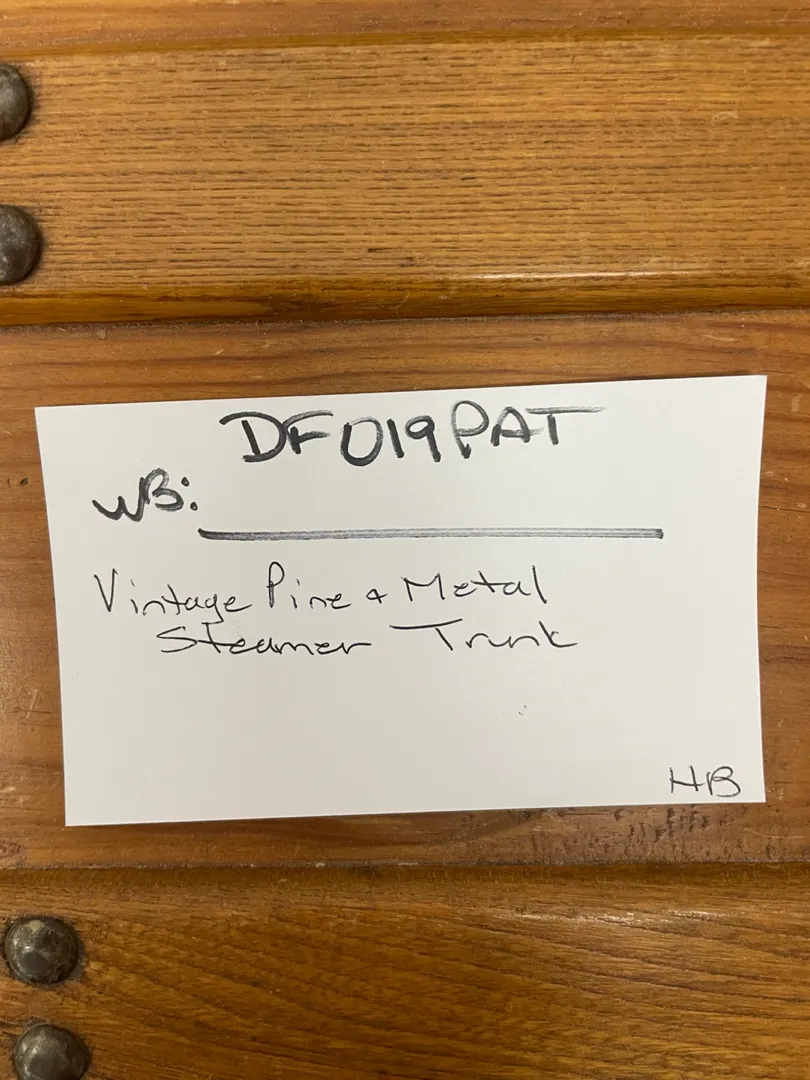 DF019PAT
WB:
Vintage Pine & Metal
Steamer Trunk
HB